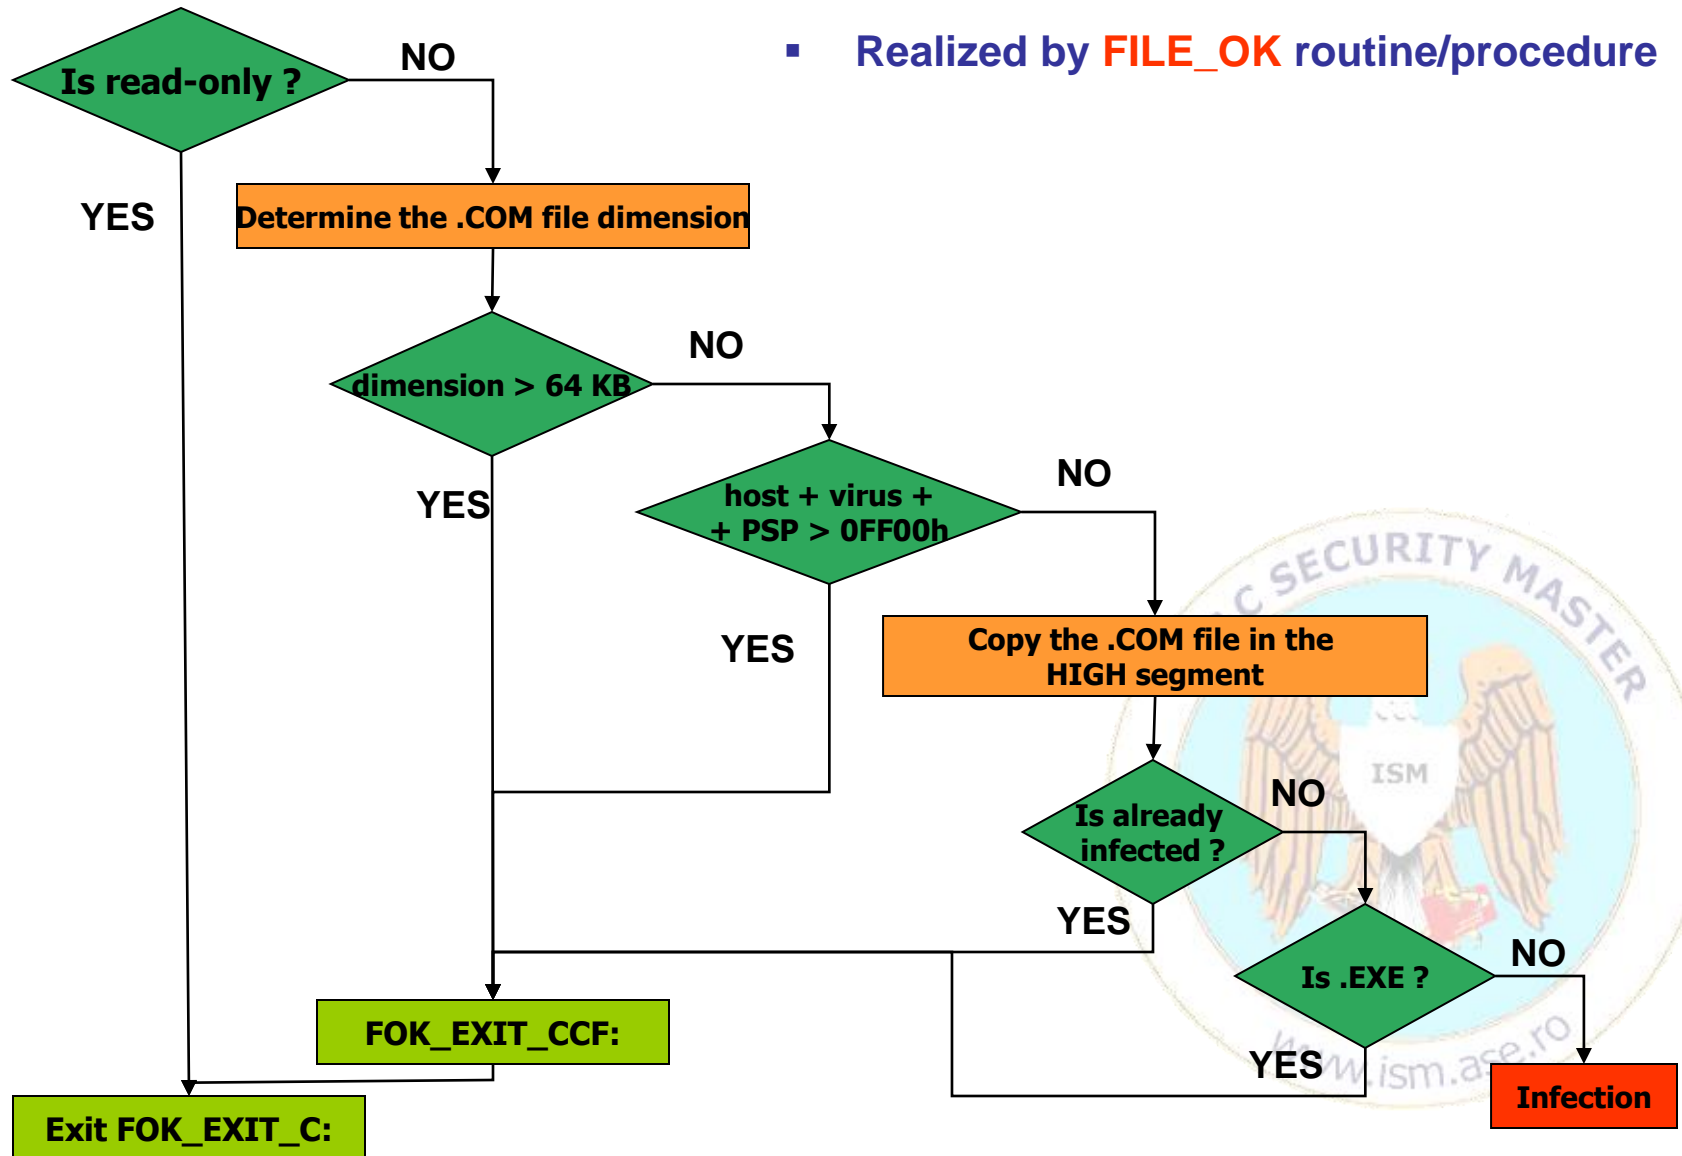 ▪ Realized by FILE_OK routine/procedure
Is read-only ?
NO
YES
Determine the .COM file dimension
dimension > 64 KB
NO
YES
host + virus +
+ PSP > 0FF00h
NO
YES
Copy the .COM file in the
HIGH segment
Is already
infected ?
NO
YES
Is .EXE ?
NO
YES
Infection
FOK_EXIT_CCF:
Exit FOK_EXIT_C:
C SECURITY MASTER
ISM
www.ism.ase.ro